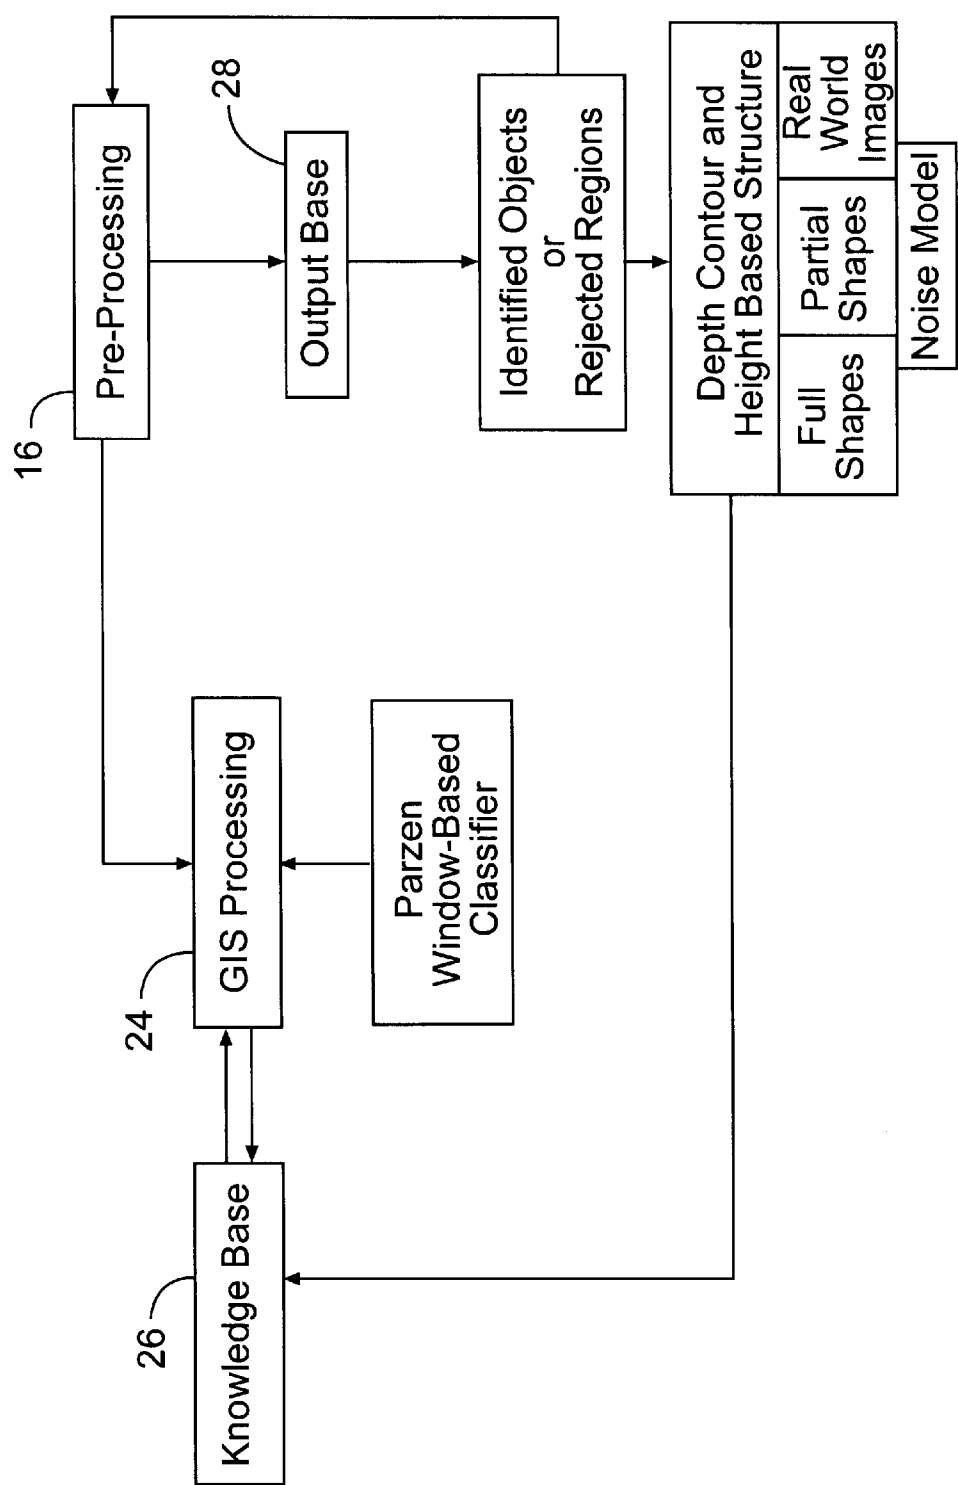 26
Knowledge Base
24
GIS Processing
Parzen
Window-Based
Classifier
16
Pre-Processing
28
Output Base
Identified Objects
or
Rejected Regions
Depth Contour and
Height Based Structure
Full
Shapes
Partial
Shapes
Real
World
Images
Noise Model